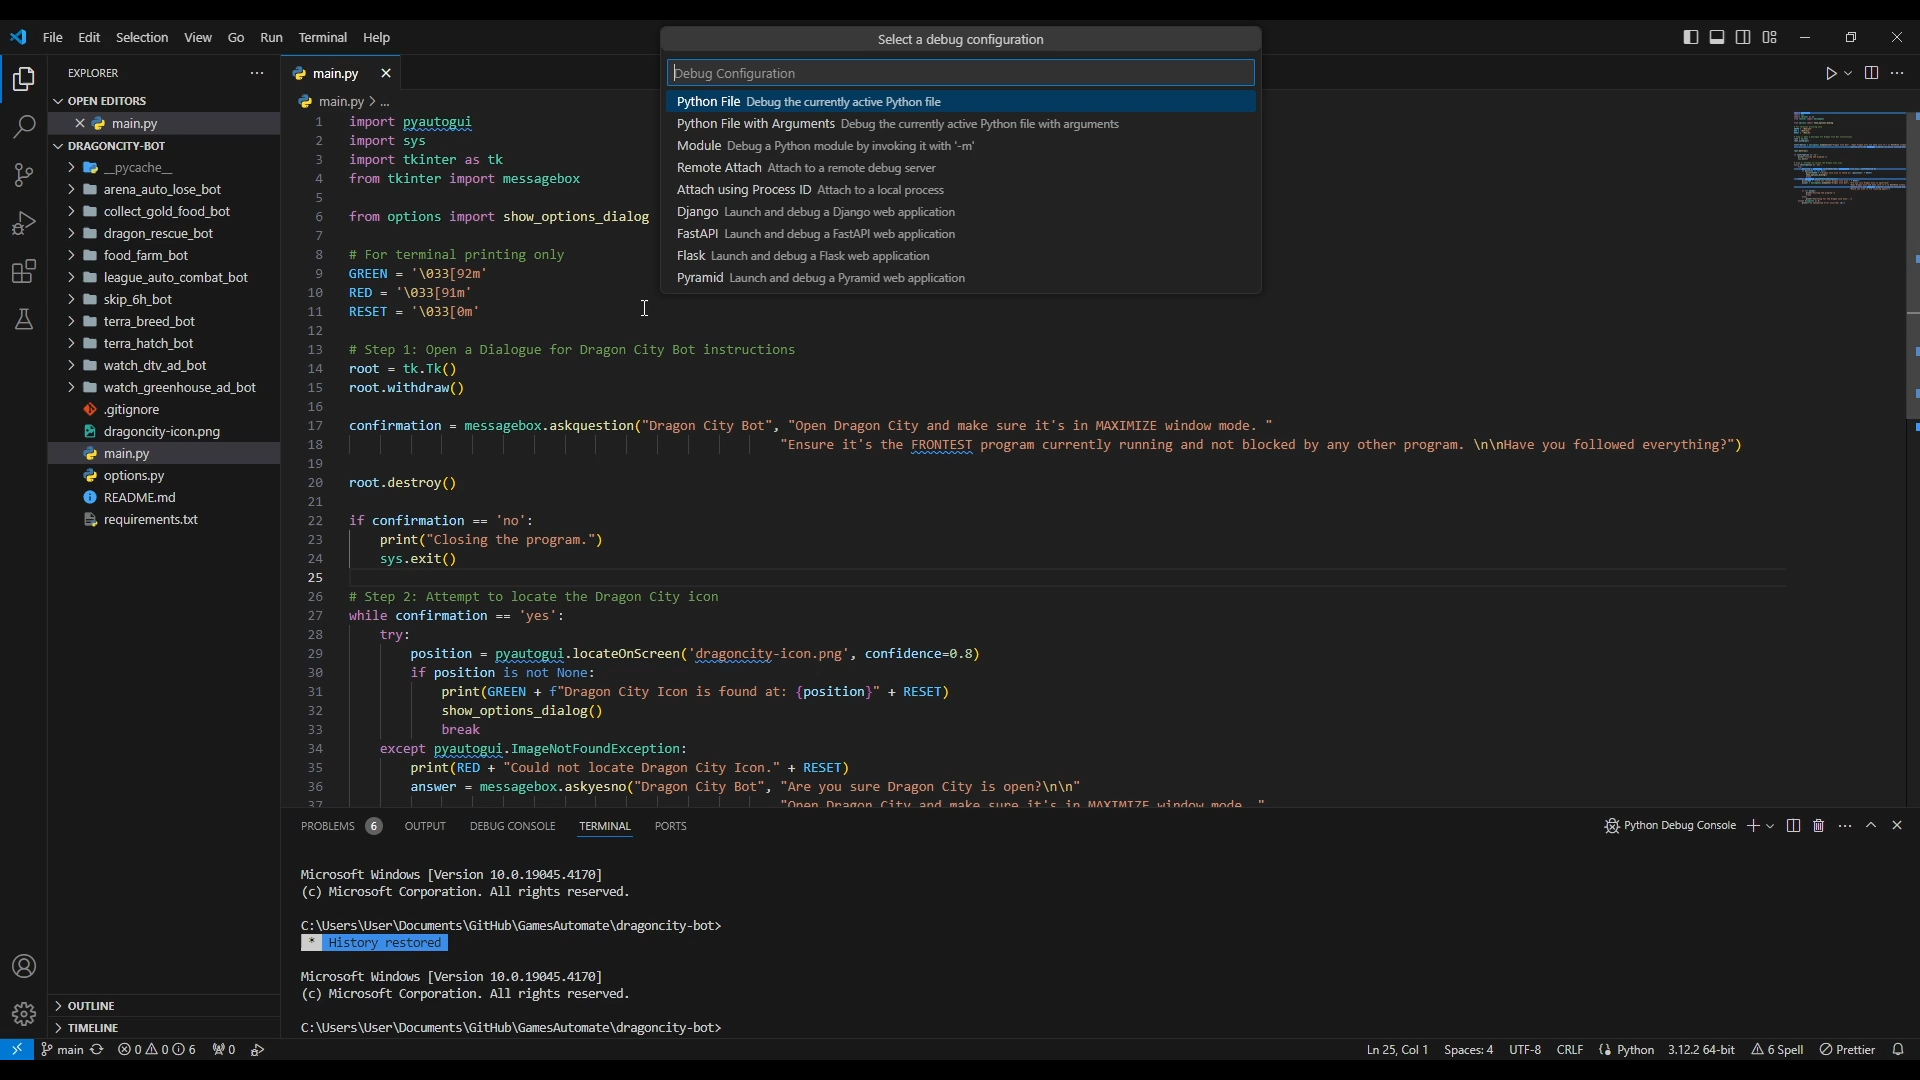 File Edit Selection View Go Run Terminal Help
Select a debug configuration
Debug Configuration
Python File Debug the currently active Python file
Python File with Arguments Debug the currently active Python file with arguments
Module Debug a Python module by invoking it with '-m'
Remote Attach Attach to a remote debug server
Attach using Process ID Attach to a local process
Django Launch and debug a Django web application
FastAPI Launch and debug a FastAPI web application
Flask Launch and debug a Flask web application
Pyramid Launch and debug a Pyramid web application
EXPLORER
OPEN EDITORS
main.py
DRAGONCITY-BOT
__pycache__
arena_auto_lose_bot
collect_gold_food_bot
dragon_rescue_bot
food_farm_bot
league_auto_combat_bot
skip_6h_bot
terra_breed_bot
terra_hatch_bot
watch_dtv_ad_bot
watch_greenhouse_ad_bot
.gitignore
dragoncity-icon.png
main.py
options.py
README.md
requirements.txt
OUTLINE
TIMELINE
main.py
main.py > ...
1 import pyautogui
2 import sys
3 import tkinter as tk
4 from tkinter import messagebox
5
6 from options import show_options_dialog
7
8 # For terminal printing only
9 GREEN = '\033[92m'
10 RED = '\033[91m'
11 RESET = '\033[0m'
12
13 # Step 1: Open a Dialogue for Dragon City Bot instructions
14 root = tk.Tk()
15 root.withdraw()
16
17 confirmation = messagebox.askquestion("Dragon City Bot", "Open Dragon City and make sure it's in MAXIMIZE window mode. "
18 "Ensure it's the FRONTEST program currently running and not blocked by any other program. \n\nHave you followed everything?")
19
20 root.destroy()
21
22 if confirmation == 'no':
23 print("Closing the program.")
24 sys.exit()
25
26 # Step 2: Attempt to locate the Dragon City icon
27 while confirmation == 'yes':
28 try:
29 position = pyautogui.locateOnScreen('dragoncity-icon.png', confidence=0.8)
30 if position is not None:
31 print(GREEN + f"Dragon City Icon is found at: {position}" + RESET)
32 show_options_dialog()
33 break
34 except pyautogui.ImageNotFoundException:
35 print(RED + "Could not locate Dragon City Icon." + RESET)
36 answer = messagebox.askyesno("Dragon City Bot", "Are you sure Dragon City is open?\n\n"
37 "Open Dragon City and make sure it's in MAXIMIZE window mode. "
PROBLEMS 6 OUTPUT DEBUG CONSOLE TERMINAL PORTS
Python Debug Console
Microsoft Windows [Version 10.0.19045.4170]
(c) Microsoft Corporation. All rights reserved.
C:\Users\User\Documents\GitHub\GamesAutomate\dragoncity-bot>
* History restored
Microsoft Windows [Version 10.0.19045.4170]
(c) Microsoft Corporation. All rights reserved.
C:\Users\User\Documents\GitHub\GamesAutomate\dragoncity-bot>
main 0 0 6 0
Ln 25, Col 1 Spaces: 4 UTF-8 CRLF Python 3.12.2 64-bit 6 Spell Prettier